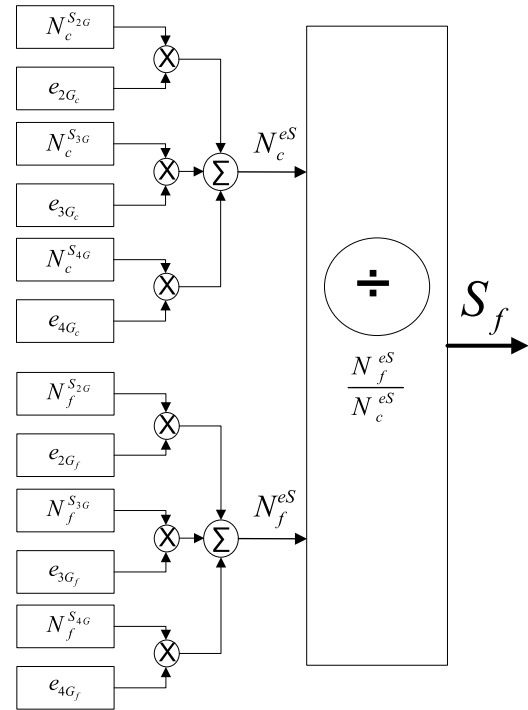 N_c^{S_{2G}}
X
e_{2G_c}
N_c^{S_{3G}}
X
e_{3G_c}
Σ
N_c^{eS}
N_c^{S_{4G}}
X
e_{4G_c}
÷
N_f^{eS}
N_c^{eS}
S_f
N_f^{S_{2G}}
X
e_{2G_f}
N_f^{S_{3G}}
X
e_{3G_f}
Σ
N_f^{eS}
N_f^{S_{4G}}
X
e_{4G_f}